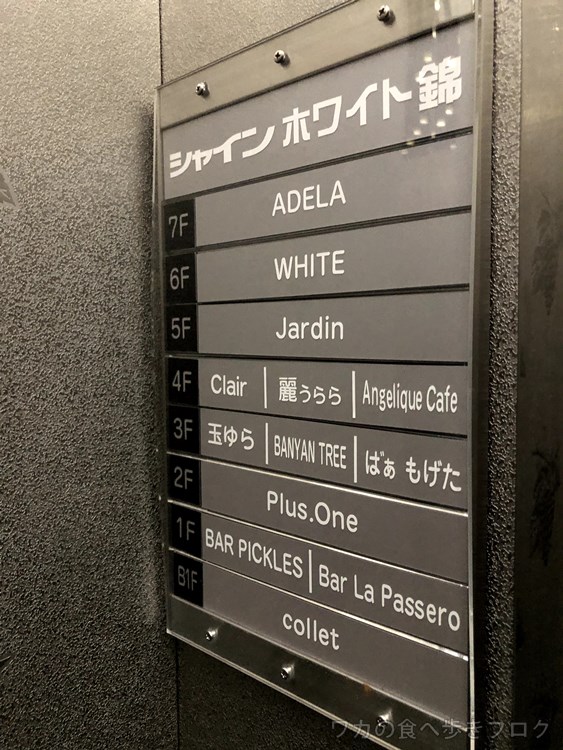 シャイン ホワイト錦
7F ADELA
6F WHITE
5F Jardin
4F Clair 麗うらら Angelique Cafe
3F 玉ゆら BANYAN TREE ばぁ もげた
2F Plus.One
1F BAR PICKLES Bar La Passero
B1F collet
ワカの食べ歩きブログ